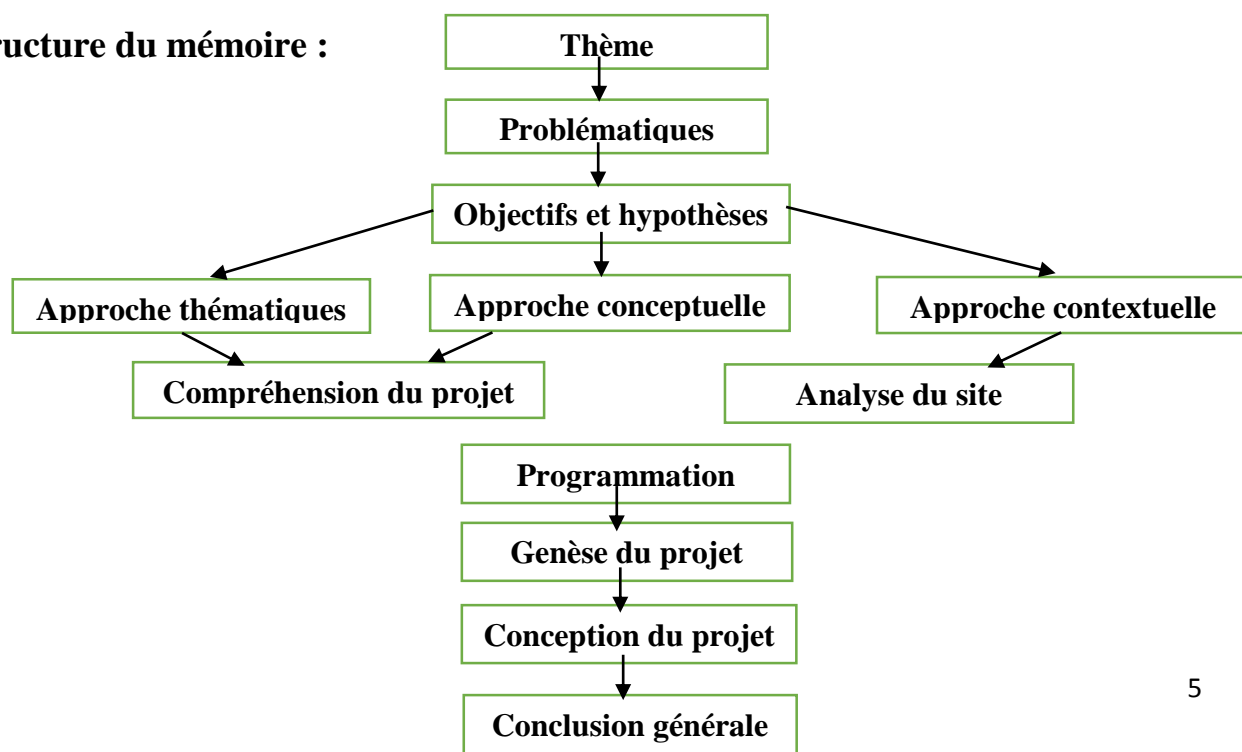 ructure du mémoire :
Thème
Problématiques
Objectifs et hypothèses
Approche thématiques
Approche conceptuelle
Approche contextuelle
Compréhension du projet
Analyse du site
Programmation
Genèse du projet
Conception du projet
Conclusion générale
5